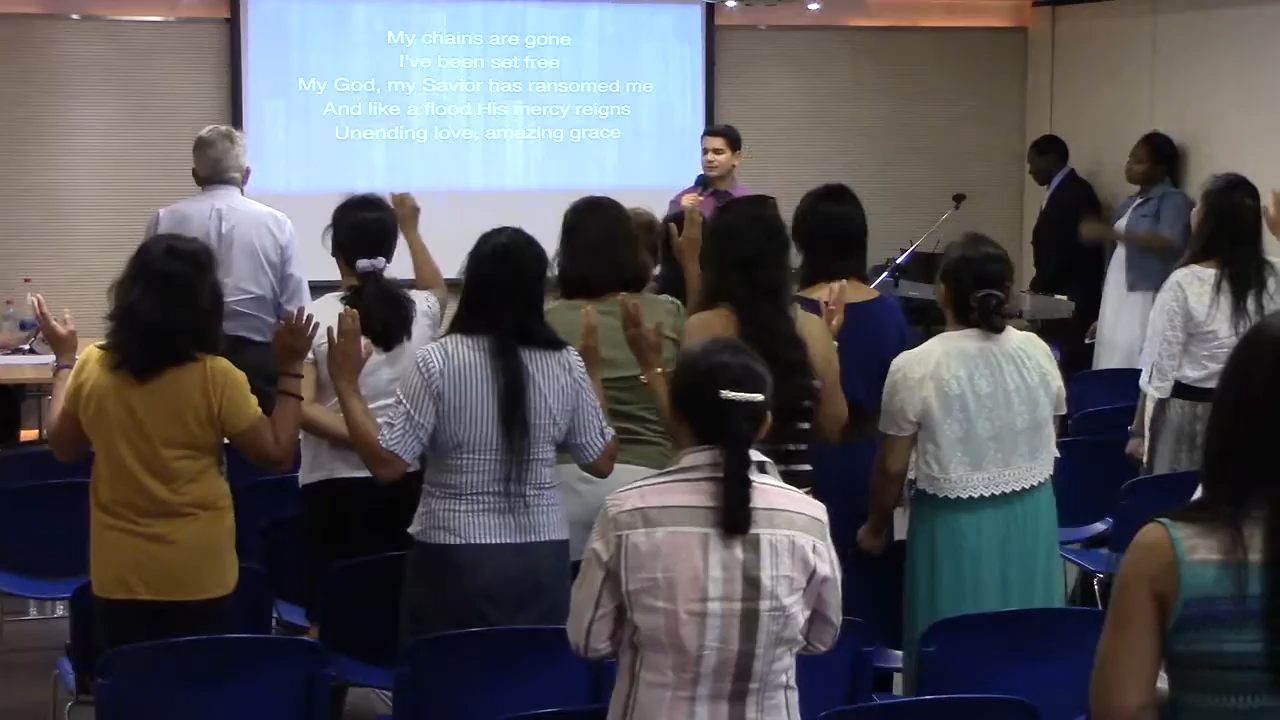 My chains are gone
I've been set free
My God, my Savior has ransomed me
And like a flood His mercy reigns
Unending love, amazing grace